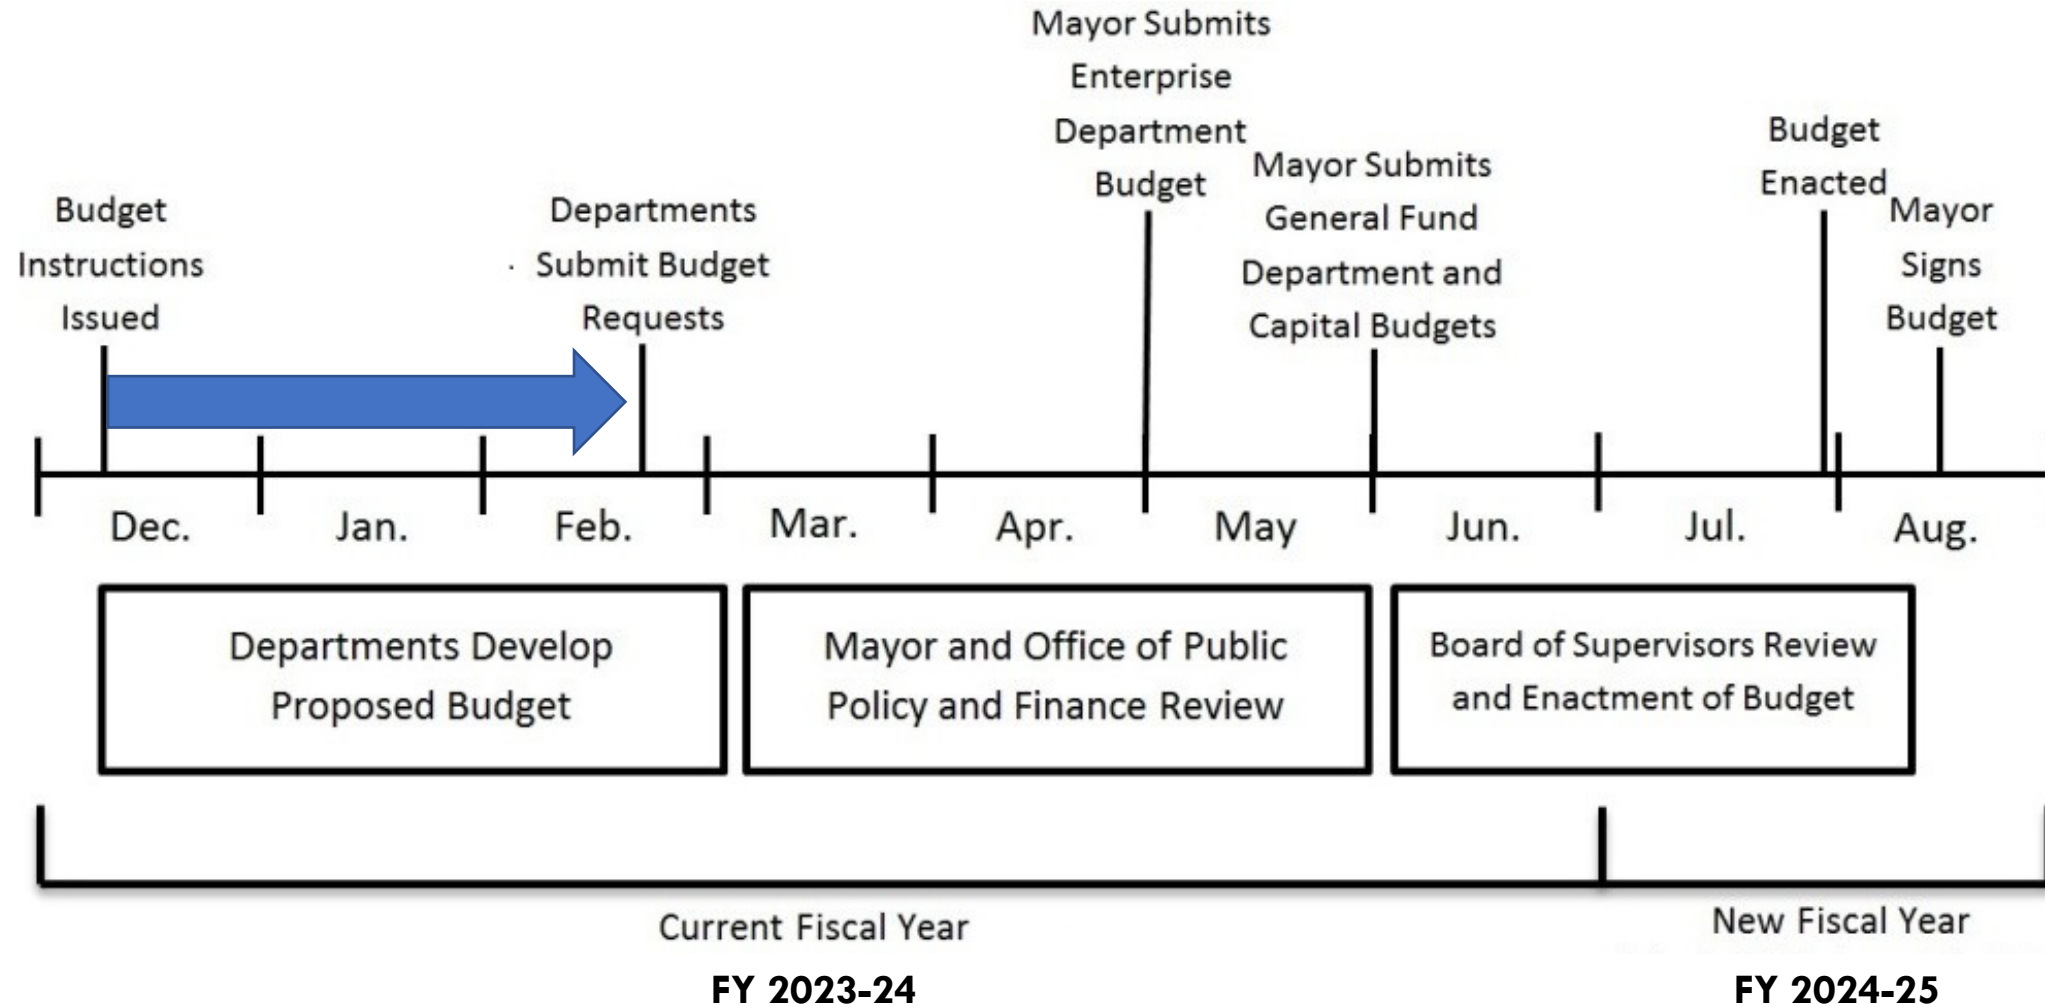 Mayor Submits
Enterprise
Department
Budget
Mayor Submits
General Fund
Department and
Capital Budgets
Budget
Enacted
Mayor
Signs
Budget
Budget
Instructions
Issued
Departments
Submit Budget
Requests
Dec.
Jan.
Feb.
Mar.
Apr.
May
Jun.
Jul.
Aug.
Departments Develop
Proposed Budget
Mayor and Office of Public
Policy and Finance Review
Board of Supervisors Review
and Enactment of Budget
Current Fiscal Year
FY 2023-24
New Fiscal Year
FY 2024-25